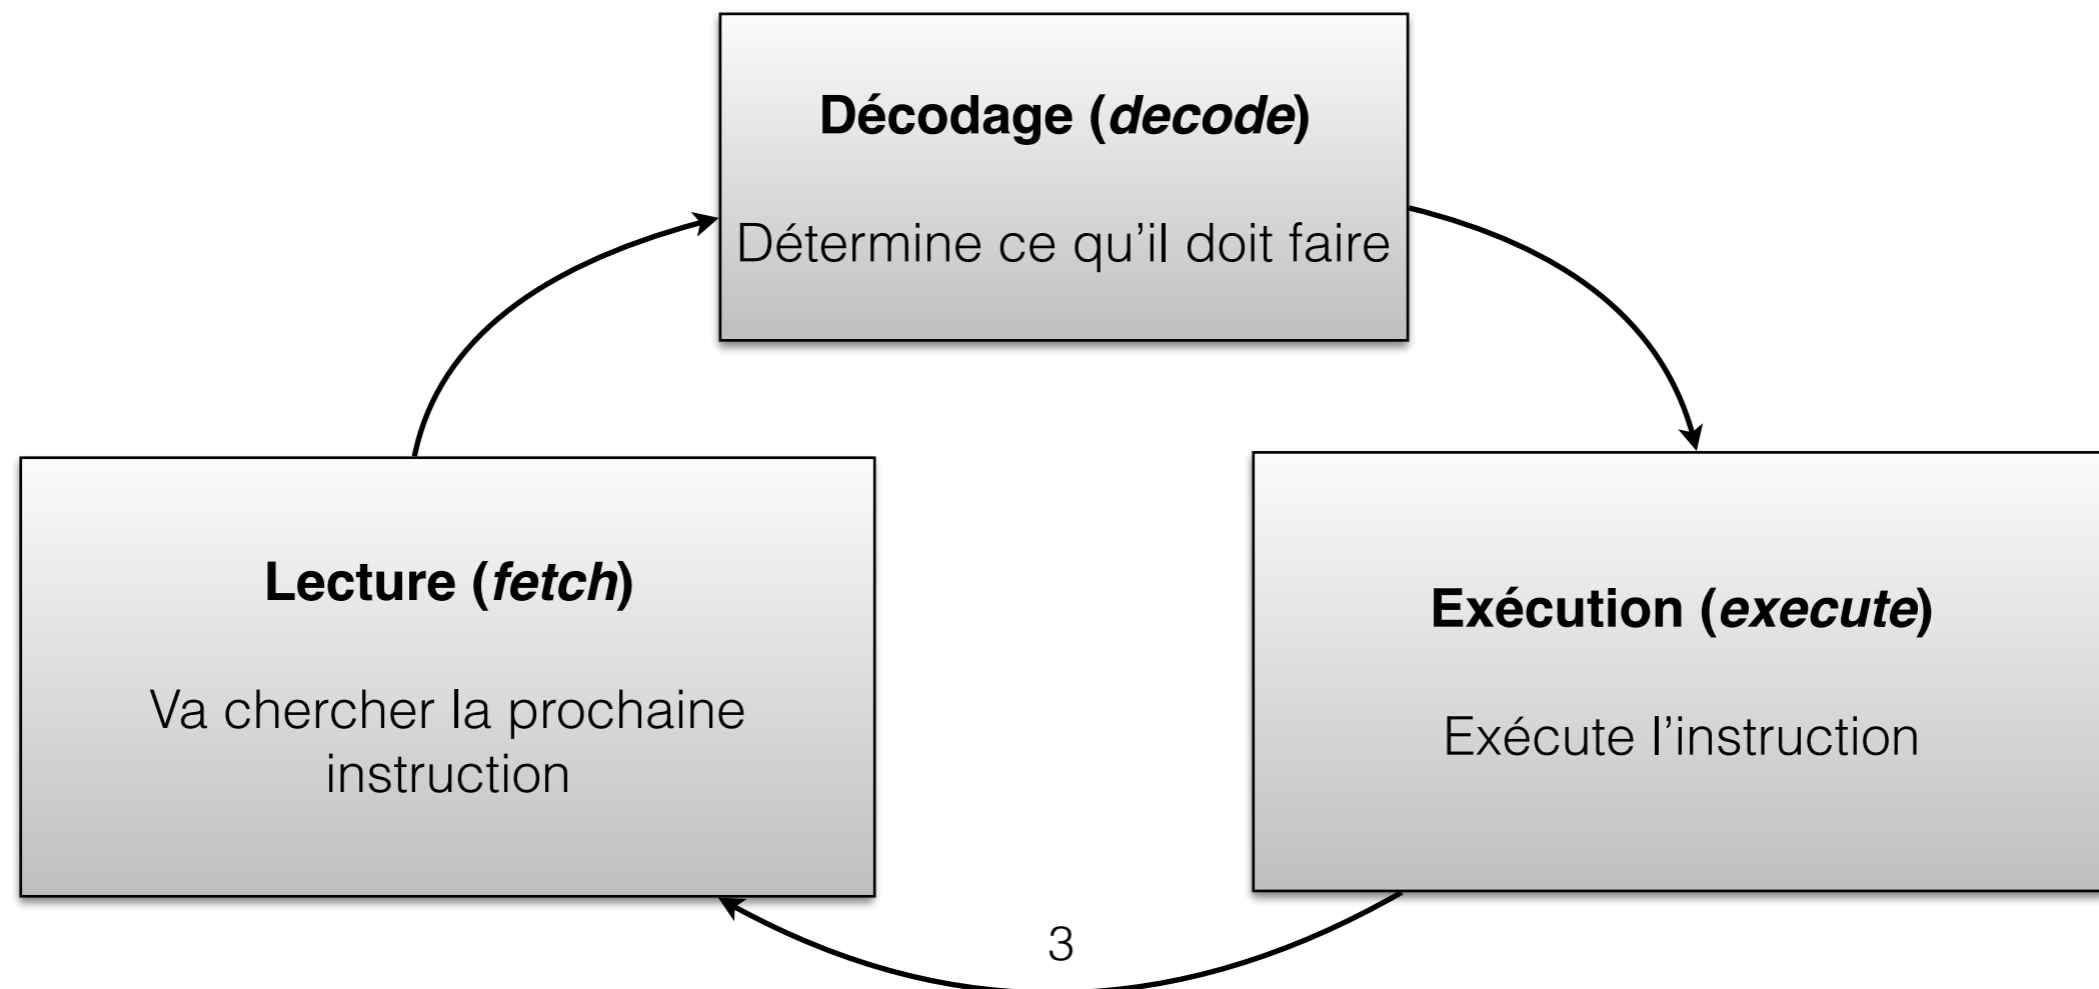 Décodage (decode)
Détermine ce qu’il doit faire
Lecture (fetch)
Va chercher la prochaine
instruction
Exécution (execute)
Exécute l’instruction
3